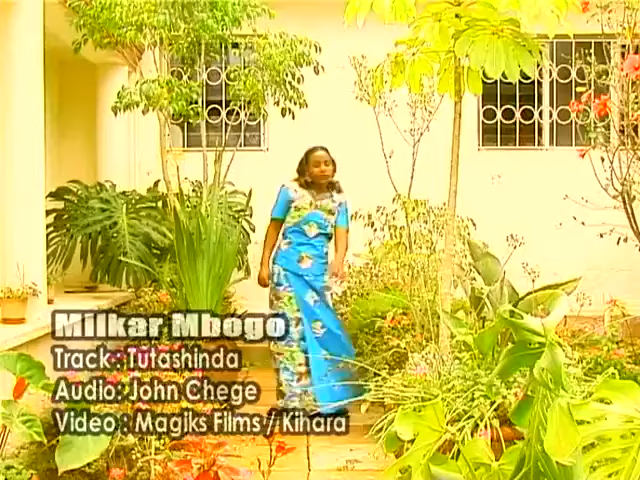 Milkar Mbogo
Track : Tutashinda
Audio: John Chege
Video : Magiks Films / Kihara